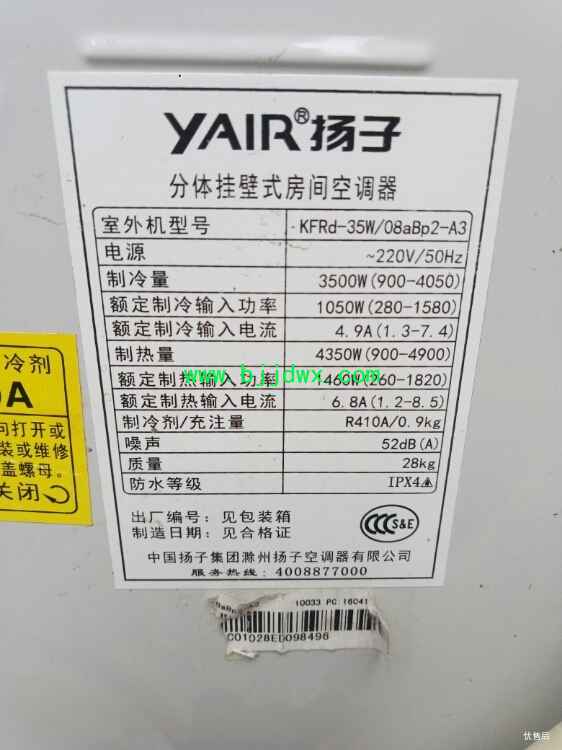 YAIR®扬子
分体挂壁式房间空调器
室外机型号 KFRd-35W/08aBp2-A3
电源 ~220V/50Hz
制冷量 3500W(900-4050)
额定制冷输入功率 1050W(280-1580)
额定制冷输入电流 4.9A(1.3-7.4)
制热量 4350W(900-4900)
额定制热输入功率 1460W(260-1820)
额定制热输入电流 6.8A(1.2-8.5)
制冷剂/充注量 R410A/0.9kg
噪声 52dB(A)
质量 28kg
防水等级 IPX4
出厂编号: 见包装箱
制造日期: 见合格证
S&E
中国扬子集团滁州扬子空调器有限公司
服务热线: 4008877000
www.bjjdwx.com
冷剂
A
打开或
装或维修
盖螺母。
关闭
10033 PC 16041
C01028ED098496
优售后